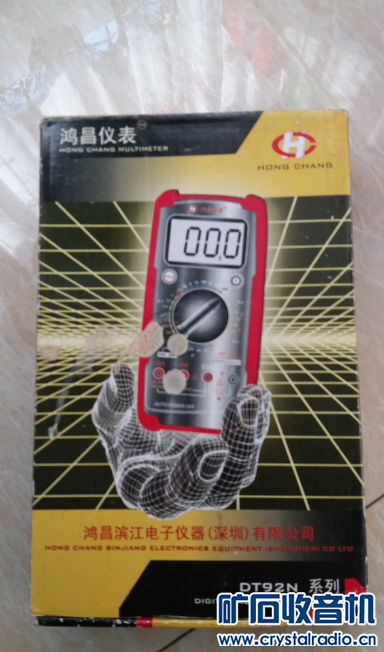 鸿昌仪表
HONG CHANG MULTIMETER
HONG CHANG
000
鸿昌滨江电子仪器(深圳)有限公司
HONG CHANG BINJIANG ELECTRONICS EQUIPMENT (SHENZHEN) CO LTD
DT92N 系列
矿石收音机
www.crystalradio.cn